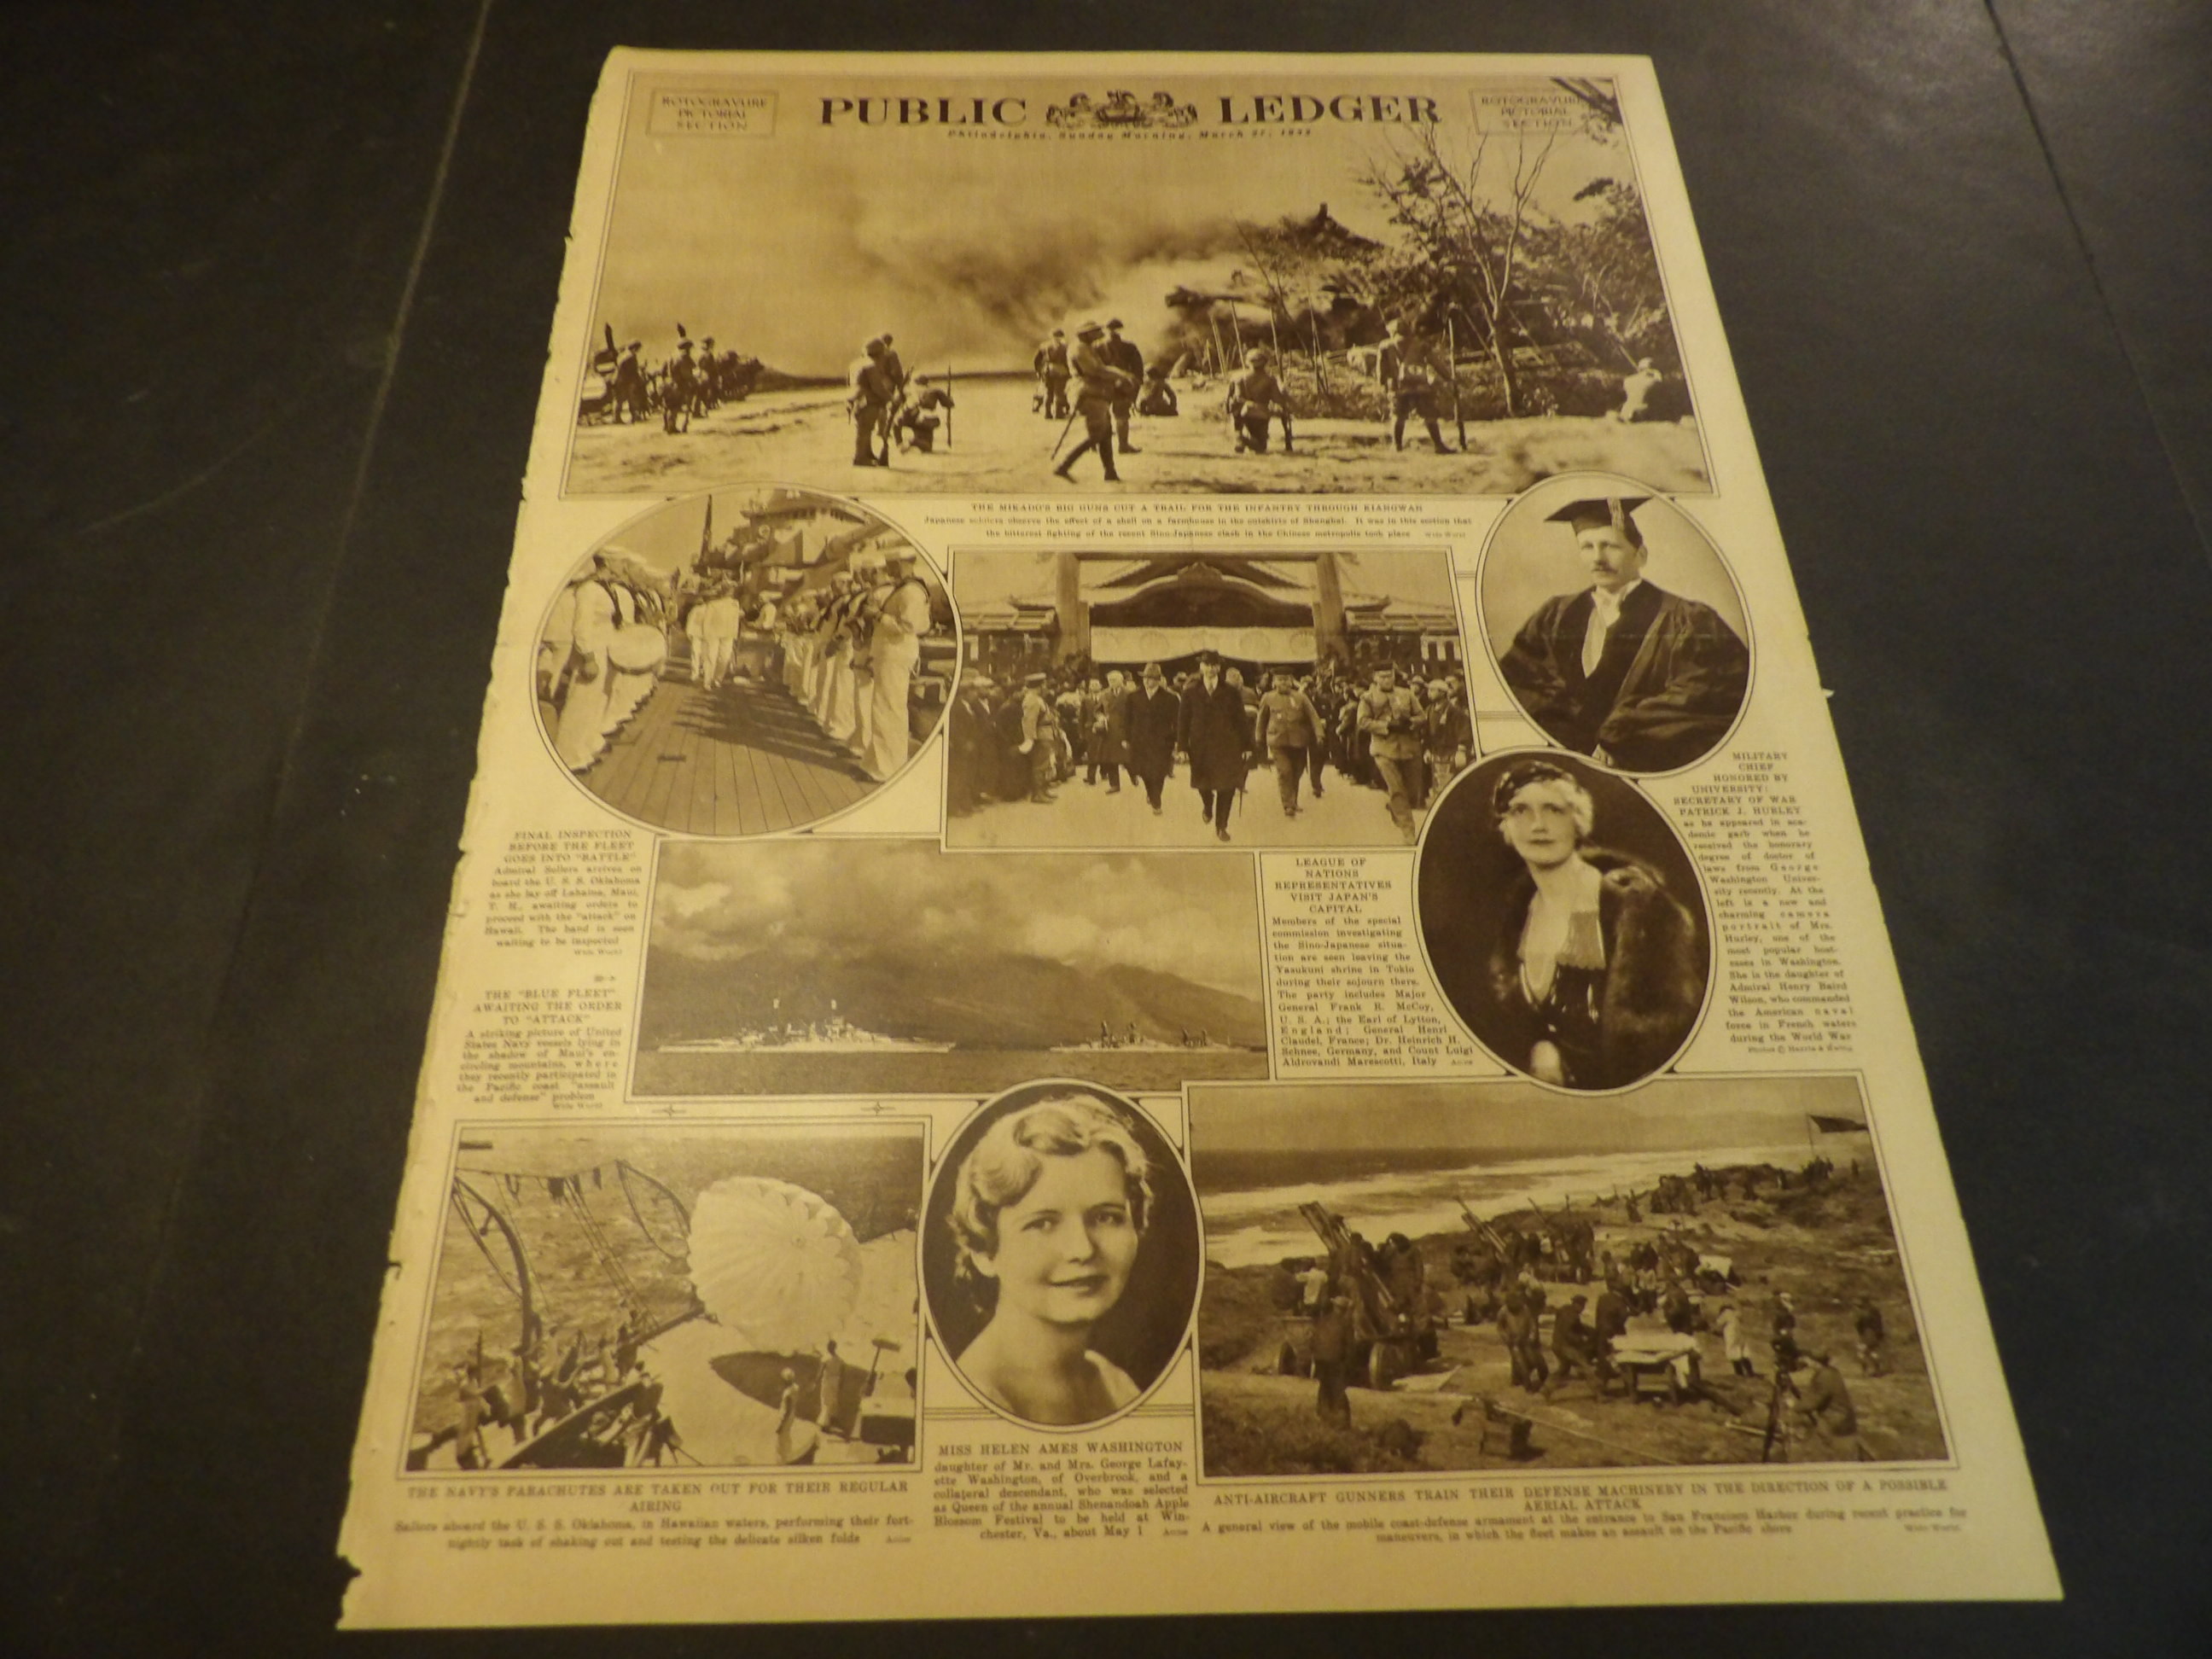 ROTOGRAVURE
PICTORIAL
SECTION
PUBLIC LEDGER
ROTOGRAVURE
PICTORIAL
SECTION
Philadelphia, Sunday Morning, March 27, 1932
THE MIKADO'S BIG GUNS CUT A TRAIL FOR THE INFANTRY THROUGH KIANGWAN
Japanese soldiers observe the effect of a shell on a farmhouse in the outskirts of Shanghai. It was in this section that
the bitterest fighting of the recent Sino-Japanese clash in the Chinese metropolis took place Wide World
FINAL INSPECTION
BEFORE THE FLEET
GOES INTO "BATTLE"
Admiral Sellers arrives on
board the U. S. S. Oklahoma
as she lay off Lahaina, Maui,
T. H., awaiting orders to
proceed with the "attack" on
Hawaii. The band is seen
waiting to be inspected
Wide World
THE "BLUE FLEET"
AWAITING THE ORDER
TO "ATTACK"
A striking picture of United
States Navy vessels lying in
the shadow of Maui's en-
circling mountains, where
they recently participated in
the Pacific coast "assault
and defense" problem
Wide World
LEAGUE OF
NATIONS
REPRESENTATIVES
VISIT JAPAN'S
CAPITAL
Members of the special
commission investigating
the Sino-Japanese situa-
tion are seen leaving the
Yasukuni shrine in Tokio
during their sojourn there.
The party includes Major
General Frank R. McCoy,
U. S. A.; the Earl of Lytton,
England; General Henri
Claudel, France; Dr. Heinrich H.
Schnee, Germany, and Count Luigi
Aldrovandi Marescotti, Italy Acme
MILITARY
CHIEF
HONORED BY
UNIVERSITY:
SECRETARY OF WAR
PATRICK J. HURLEY
as he appeared in aca-
demic garb when he
received the honorary
degree of doctor of
laws from George
Washington Univer-
sity recently. At the
left is a new and
charming camera
portrait of Mrs.
Hurley, one of the
most popular host-
esses in Washington.
She is the daughter of
Admiral Henry Baird
Wilson, who commanded
the American naval
force in French waters
during the World War
Photos © Harris & Ewing
THE NAVY'S PARACHUTES ARE TAKEN OUT FOR THEIR REGULAR
AIRING
Sailors aboard the U. S. S. Oklahoma, in Hawaiian waters, performing their fort-
nightly task of shaking out and testing the delicate silken folds Acme
MISS HELEN AMES WASHINGTON
daughter of Mr. and Mrs. George Lafay-
ette Washington, of Overbrook, and a
collateral descendant, who was selected
as Queen of the annual Shenandoah Apple
Blossom Festival to be held at Win-
chester, Va., about May 1 Acme
ANTI-AIRCRAFT GUNNERS TRAIN THEIR DEFENSE MACHINERY IN THE DIRECTION OF A POSSIBLE
AERIAL ATTACK
A general view of the mobile coast-defense armament at the entrance to San Francisco Harbor during recent practice for
maneuvers, in which the fleet makes an assault on the Pacific shore Wide World